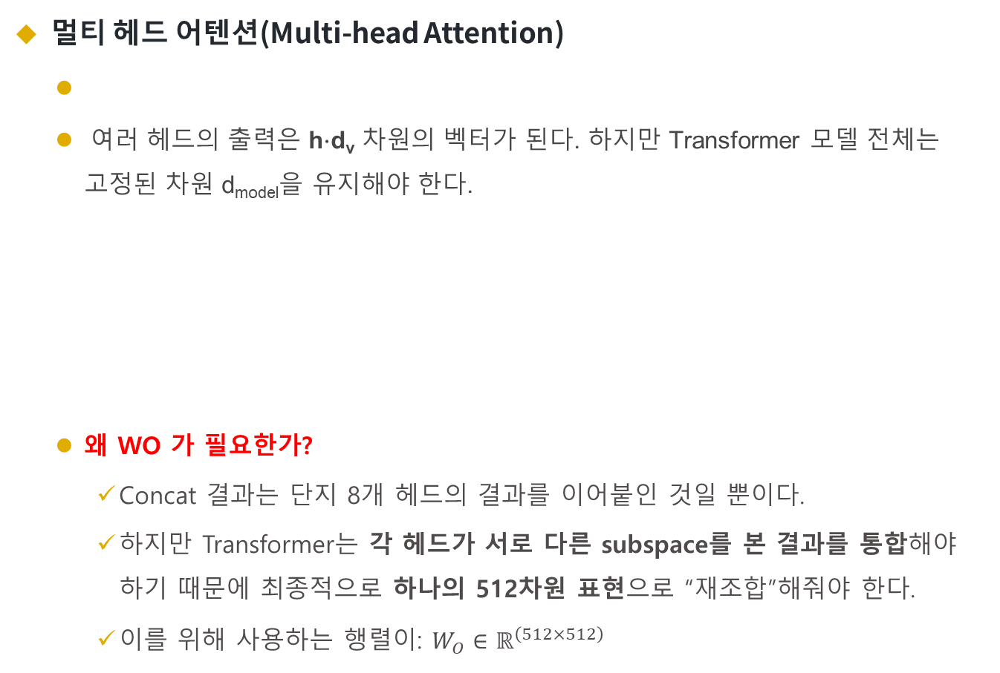 멀티 헤드 어텐션(Multi-head Attention)
여러 헤드의 출력은 h·dv 차원의 벡터가 된다. 하지만 Transformer 모델 전체는
고정된 차원 dmodel을 유지해야 한다.
왜 WO 가 필요한가?
✓Concat 결과는 단지 8개 헤드의 결과를 이어붙인 것일 뿐이다.
✓하지만 Transformer는 각 헤드가 서로 다른 subspace를 본 결과를 통합해야
하기 때문에 최종적으로 하나의 512차원 표현으로 “재조합”해줘야 한다.
✓이를 위해 사용하는 행렬이: W_O ∈ ℝ^(512×512)